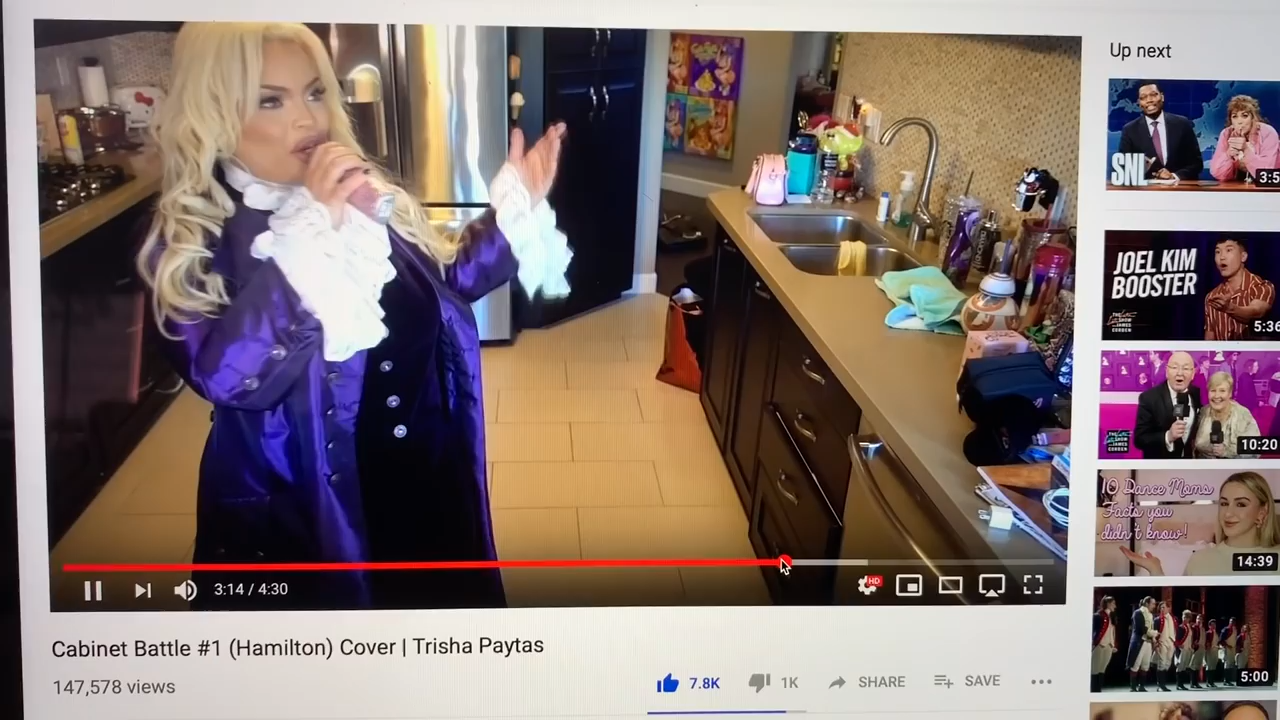 Up next
SNL
3:5
JOEL KIM
BOOSTER
5:36
10:20
10 Dance Moms
Facts you
didn't know!
14:39
5:00
HD
3:14 / 4:30
Cabinet Battle #1 (Hamilton) Cover | Trisha Paytas
147,578 views
7.8K
1K
SHARE
SAVE